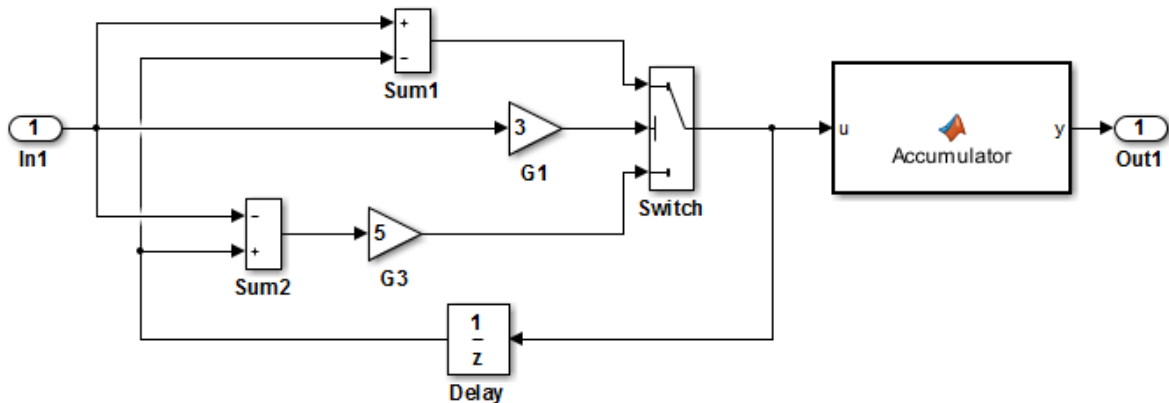 +
−
Sum1
1
In1
3
G1
Switch
u
Accumulator
y
1
Out1
−
+
Sum2
5
G3
1
z
Delay